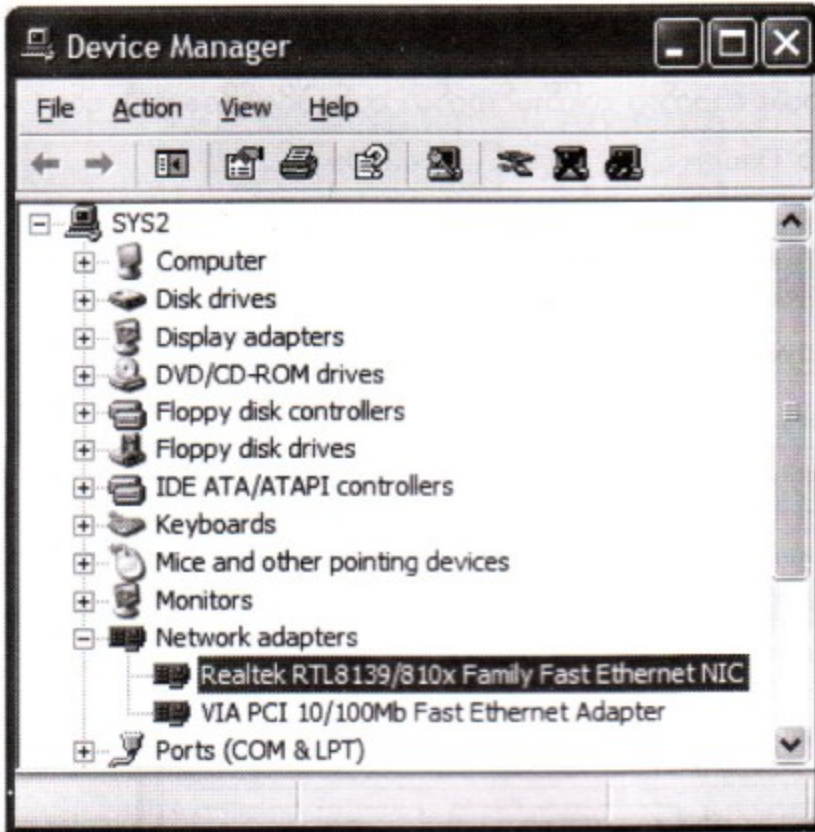 Device Manager
File Action View Help
SYS2
Computer
Disk drives
Display adapters
DVD/CD-ROM drives
Floppy disk controllers
Floppy disk drives
IDE ATA/ATAPI controllers
Keyboards
Mice and other pointing devices
Monitors
Network adapters
Realtek RTL8139/810x Family Fast Ethernet NIC
VIA PCI 10/100Mb Fast Ethernet Adapter
Ports (COM & LPT)